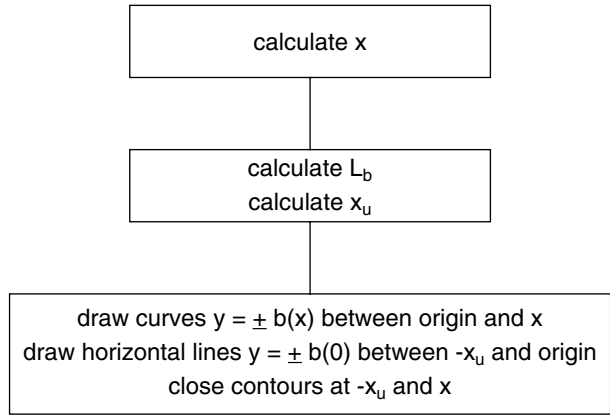 calculate x
calculate L_b
calculate x_u
draw curves y = ± b(x) between origin and x
draw horizontal lines y = ± b(0) between -x_u and origin
close contours at -x_u and x